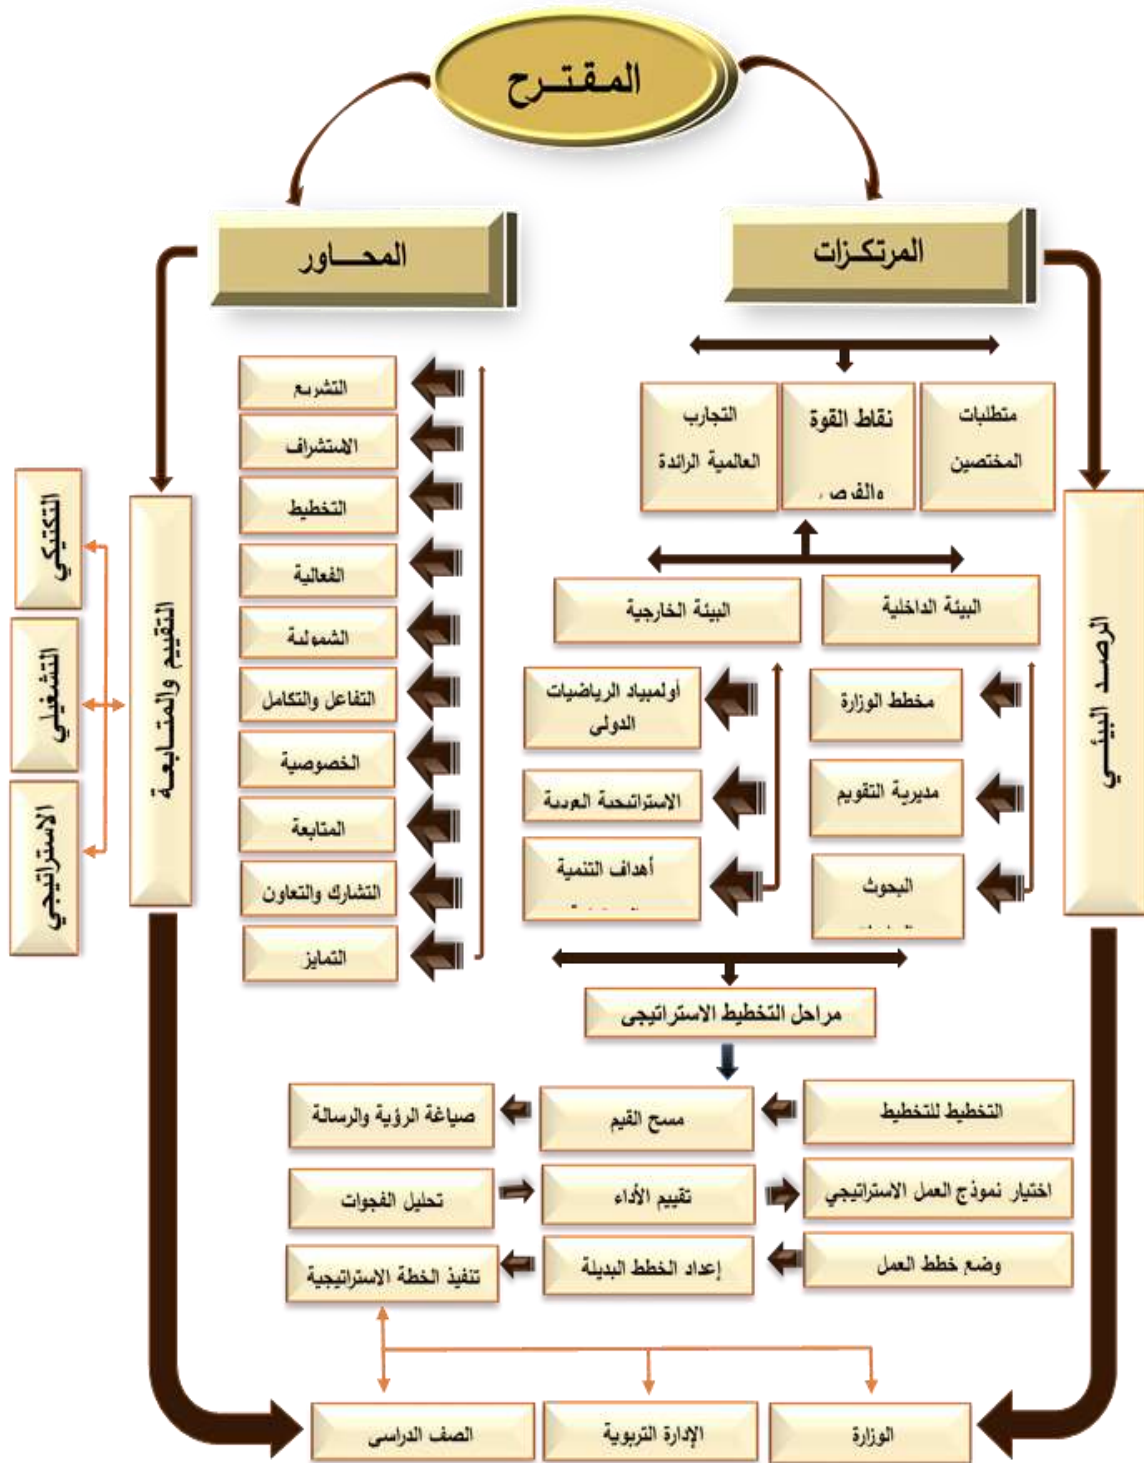 المقترح
المرتكزات
المحاور
متطلبات
المختصين
نقاط القوة
والفرص
التجارب
العالمية الرائدة
البيئة الداخلية
البيئة الخارجية
مخطط الوزارة
مديرية التقويم
البحوث
أولمبياد الرياضيات
الدولي
الاستراتيجية العربية
أهداف التنمية
الرصد البيئي
التشريع
الاستشراف
التخطيط
الفعالية
الشمولية
التفاعل والتكامل
الخصوصية
المتابعة
التشارك والتعاون
التمايز
التقييم والمتابعة
التكتيكي
التشغيلي
الاستراتيجي
مراحل التخطيط الاستراتيجي
التخطيط للتخطيط
مسح القيم
صياغة الرؤية والرسالة
اختيار نموذج العمل الاستراتيجي
تقييم الأداء
تحليل الفجوات
وضع خطط العمل
إعداد الخطط البديلة
تنفيذ الخطة الاستراتيجية
الوزارة
الإدارة التربوية
الصف الدراسي